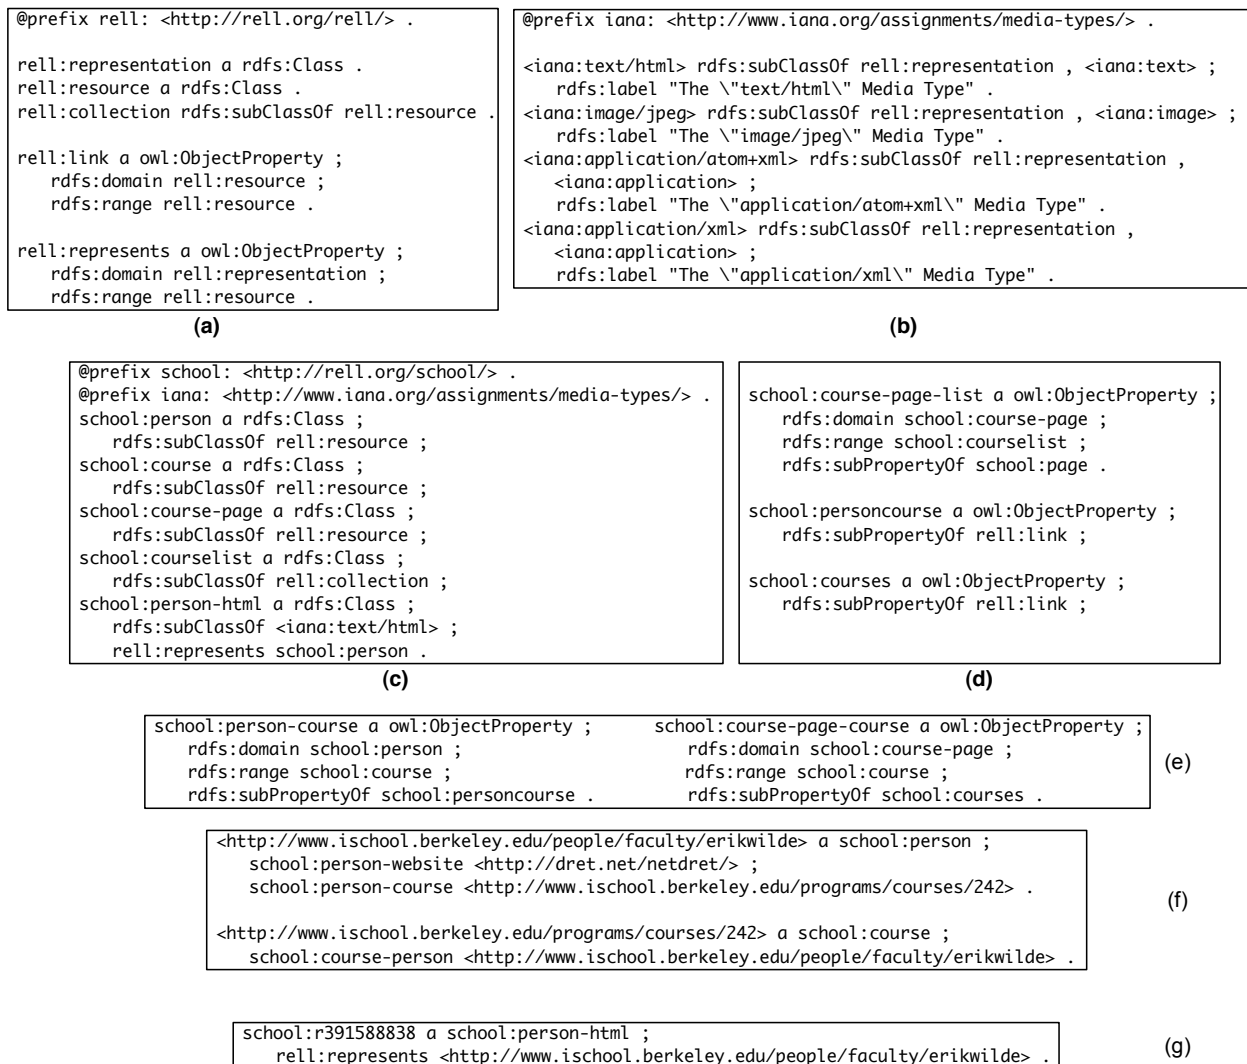 @prefix rell: <http://rell.org/rell/> .
rell:representation a rdfs:Class .
rell:resource a rdfs:Class .
rell:collection rdfs:subClassOf rell:resource .
rell:link a owl:ObjectProperty ;
rdfs:domain rell:resource ;
rdfs:range rell:resource .
rell:represents a owl:ObjectProperty ;
rdfs:domain rell:representation ;
rdfs:range rell:resource .
(a)
@prefix iana: <http://www.iana.org/assignments/media-types/> .
<iana:text/html> rdfs:subClassOf rell:representation , <iana:text> ;
rdfs:label "The \"text/html\" Media Type" .
<iana:image/jpeg> rdfs:subClassOf rell:representation , <iana:image> ;
rdfs:label "The \"image/jpeg\" Media Type" .
<iana:application/atom+xml> rdfs:subClassOf rell:representation ,
<iana:application> ;
rdfs:label "The \"application/atom+xml\" Media Type" .
<iana:application/xml> rdfs:subClassOf rell:representation ,
<iana:application> ;
rdfs:label "The \"application/xml\" Media Type" .
(b)
@prefix school: <http://rell.org/school/> .
@prefix iana: <http://www.iana.org/assignments/media-types/> .
school:person a rdfs:Class ;
rdfs:subClassOf rell:resource ;
school:course a rdfs:Class ;
rdfs:subClassOf rell:resource ;
school:course-page a rdfs:Class ;
rdfs:subClassOf rell:resource ;
school:courselist a rdfs:Class ;
rdfs:subClassOf rell:collection ;
school:person-html a rdfs:Class ;
rdfs:subClassOf <iana:text/html> ;
rell:represents school:person .
(c)
school:course-page-list a owl:ObjectProperty ;
rdfs:domain school:course-page ;
rdfs:range school:courselist ;
rdfs:subPropertyOf school:page .
school:personcourse a owl:ObjectProperty ;
rdfs:subPropertyOf rell:link ;
school:courses a owl:ObjectProperty ;
rdfs:subPropertyOf rell:link ;
(d)
school:person-course a owl:ObjectProperty ;
rdfs:domain school:person ;
rdfs:range school:course ;
rdfs:subPropertyOf school:personcourse .
school:course-page-course a owl:ObjectProperty ;
rdfs:domain school:course-page ;
rdfs:range school:course ;
rdfs:subPropertyOf school:courses .
(e)
<http://www.ischool.berkeley.edu/people/faculty/erikwilde> a school:person ;
school:person-website <http://dret.net/netdret/> ;
school:person-course <http://www.ischool.berkeley.edu/programs/courses/242> .
<http://www.ischool.berkeley.edu/programs/courses/242> a school:course ;
school:course-person <http://www.ischool.berkeley.edu/people/faculty/erikwilde> .
(f)
school:r391588838 a school:person-html ;
rell:represents <http://www.ischool.berkeley.edu/people/faculty/erikwilde> .
(g)